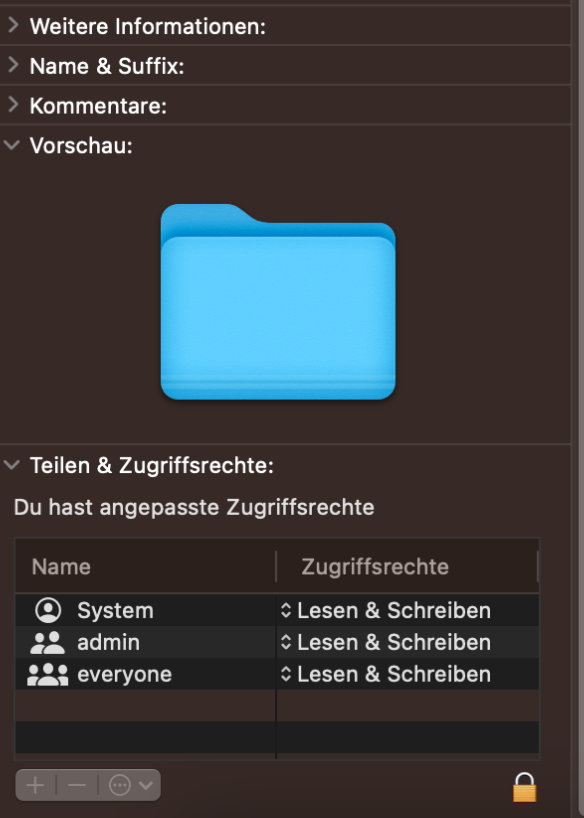 Weitere Informationen:
Name & Suffix:
Kommentare:
Vorschau:
Teilen & Zugriffsrechte:
Du hast angepasste Zugriffsrechte
Name Zugriffsrechte
System Lesen & Schreiben
admin Lesen & Schreiben
everyone Lesen & Schreiben